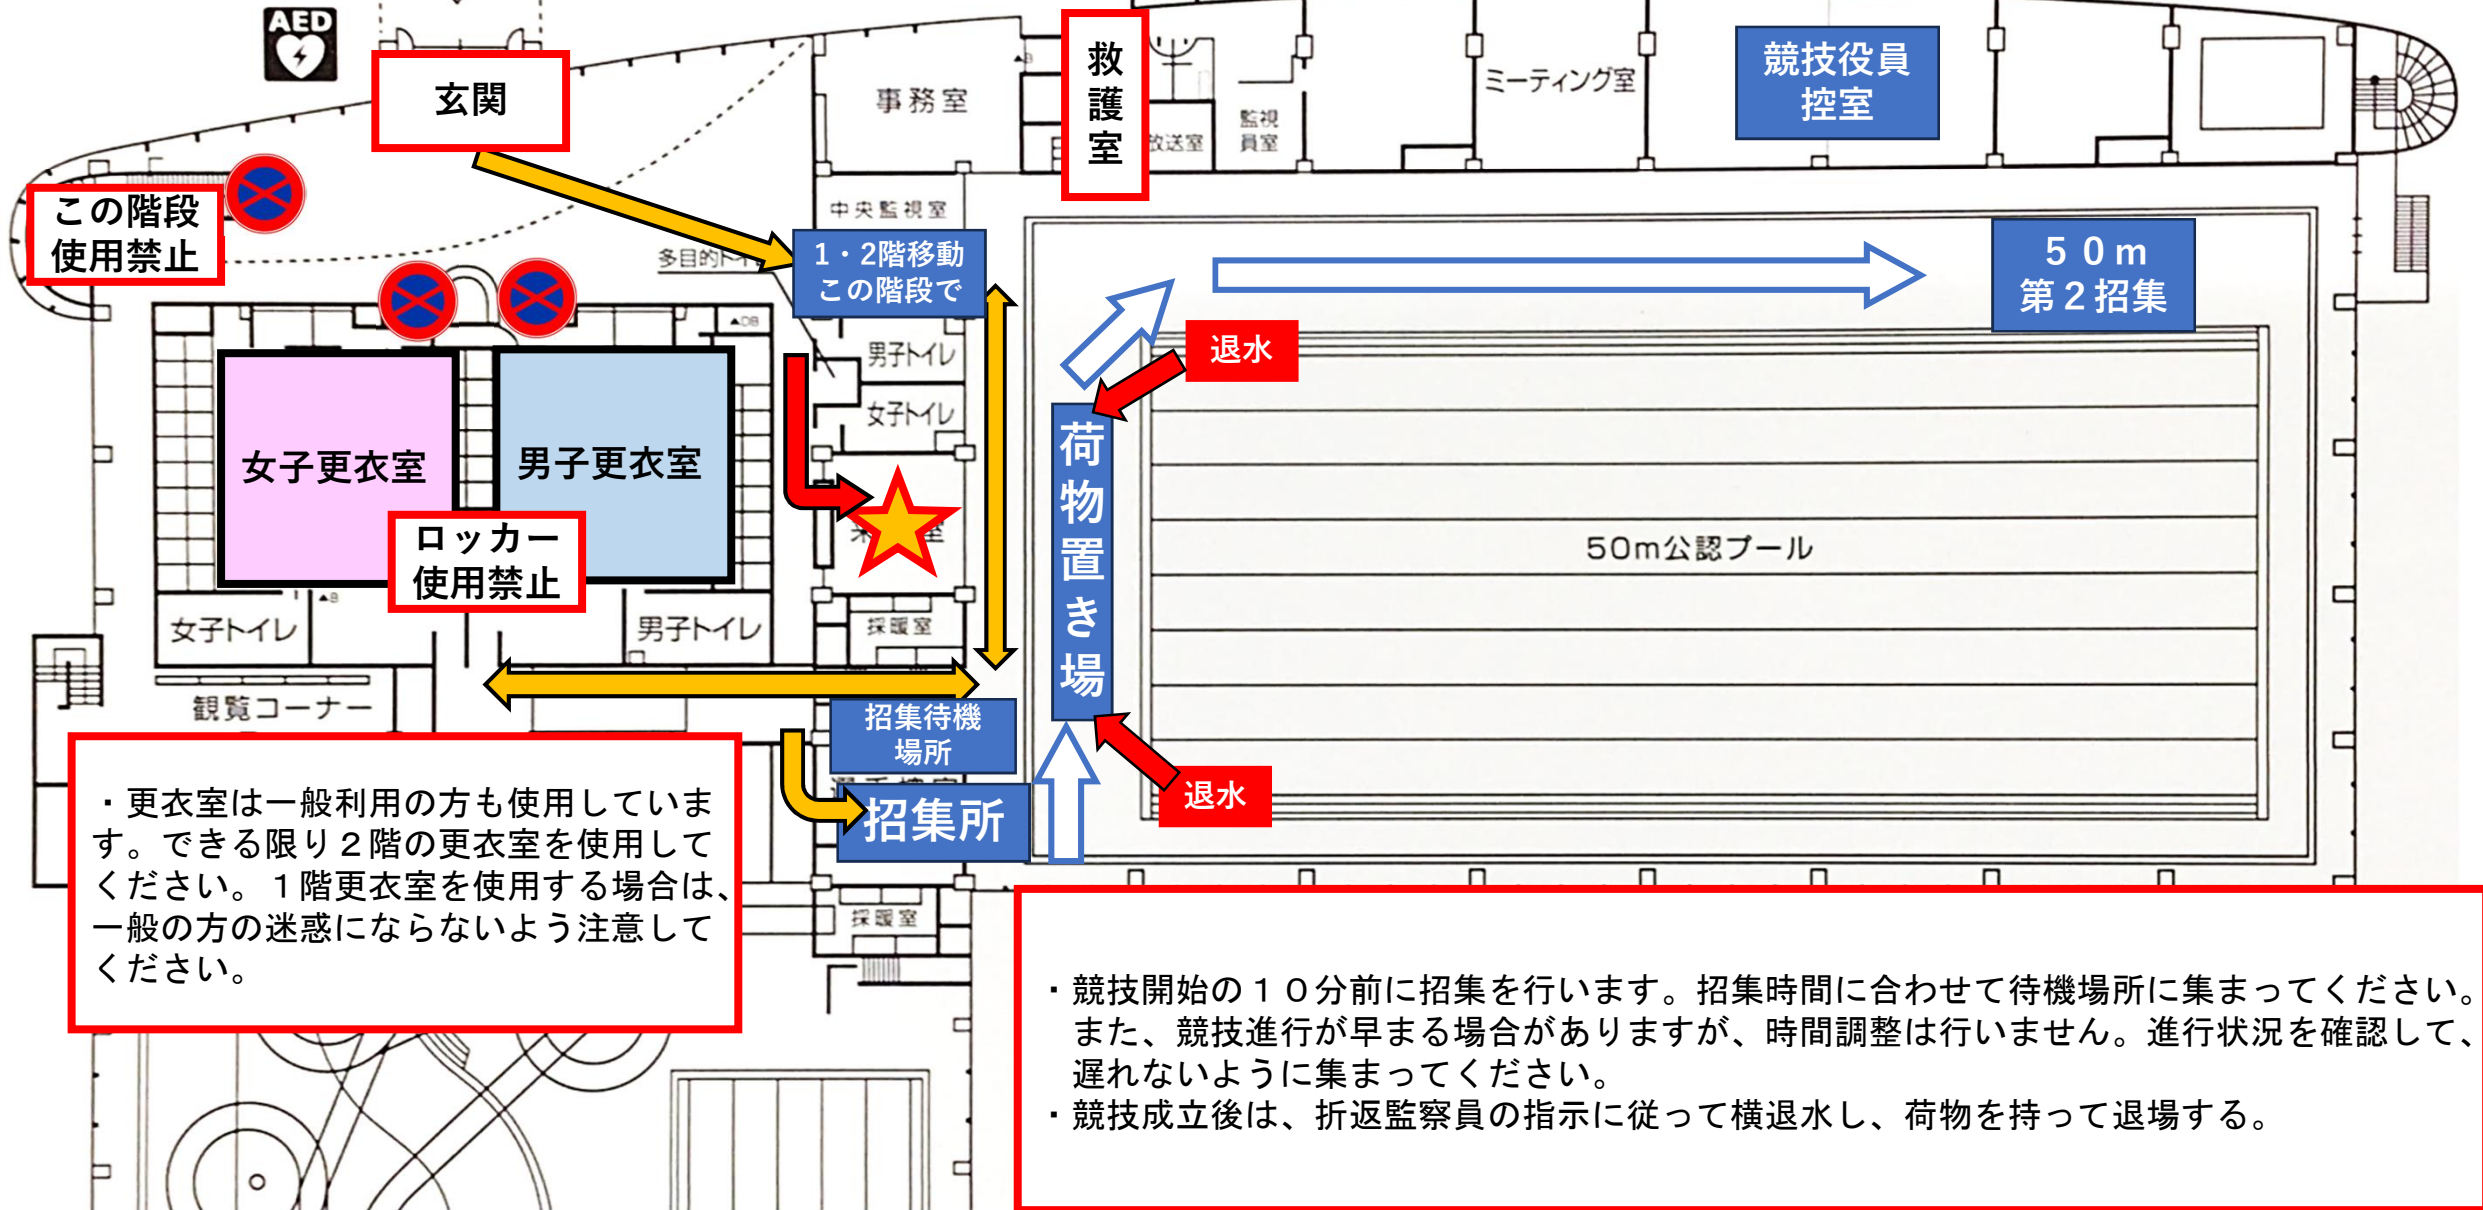 AED
玄関
事務室
救護室
放送室
監視
員室
ミーティング室
競技役員
控室
この階段
使用禁止
中央監視室
多目的ト
1・2階移動
この階段で
50m
第2招集
退水
男子トイレ
女子トイレ
女子更衣室
男子更衣室
ロッカー
使用禁止
荷物置き場
50m公認プール
女子トイレ
男子トイレ
採暖室
観覧コーナー
招集待機
場所
招集所
退水
・更衣室は一般利用の方も使用していま
す。できる限り2階の更衣室を使用して
ください。1階更衣室を使用する場合は、
一般の方の迷惑にならないよう注意して
ください。
採暖室
・競技開始の10分前に招集を行います。招集時間に合わせて待機場所に集まってください。
また、競技進行が早まる場合がありますが、時間調整は行いません。進行状況を確認して、
遅れないように集まってください。
・競技成立後は、折返監察員の指示に従って横退水し、荷物を持って退場する。